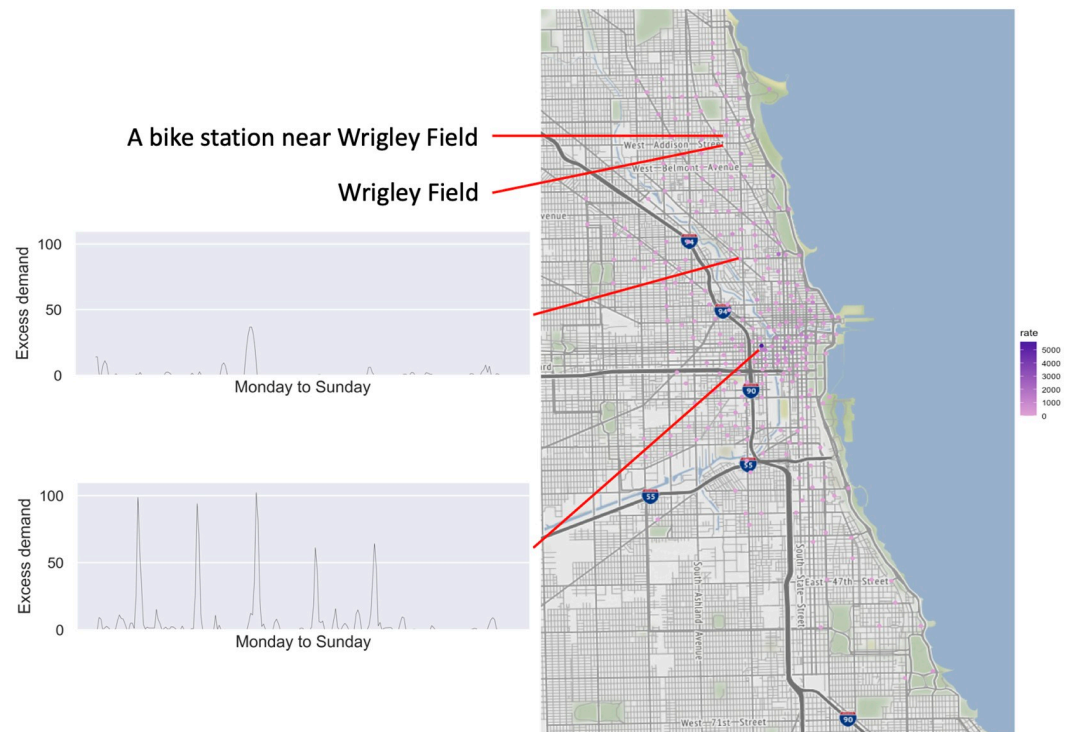 A bike station near Wrigley Field
West-Addison-Street
West-Belmont-Avenue
Wrigley Field
venue
94
100
Excess demand
50
0
Monday to Sunday
94
rate
5000
4000
3000
2000
1000
0
rd
90
55
55
100
Excess demand
50
0
Monday to Sunday
South-Ashland-Avenue
South-State-Street
East-47th-Street
West-71st-Street
90